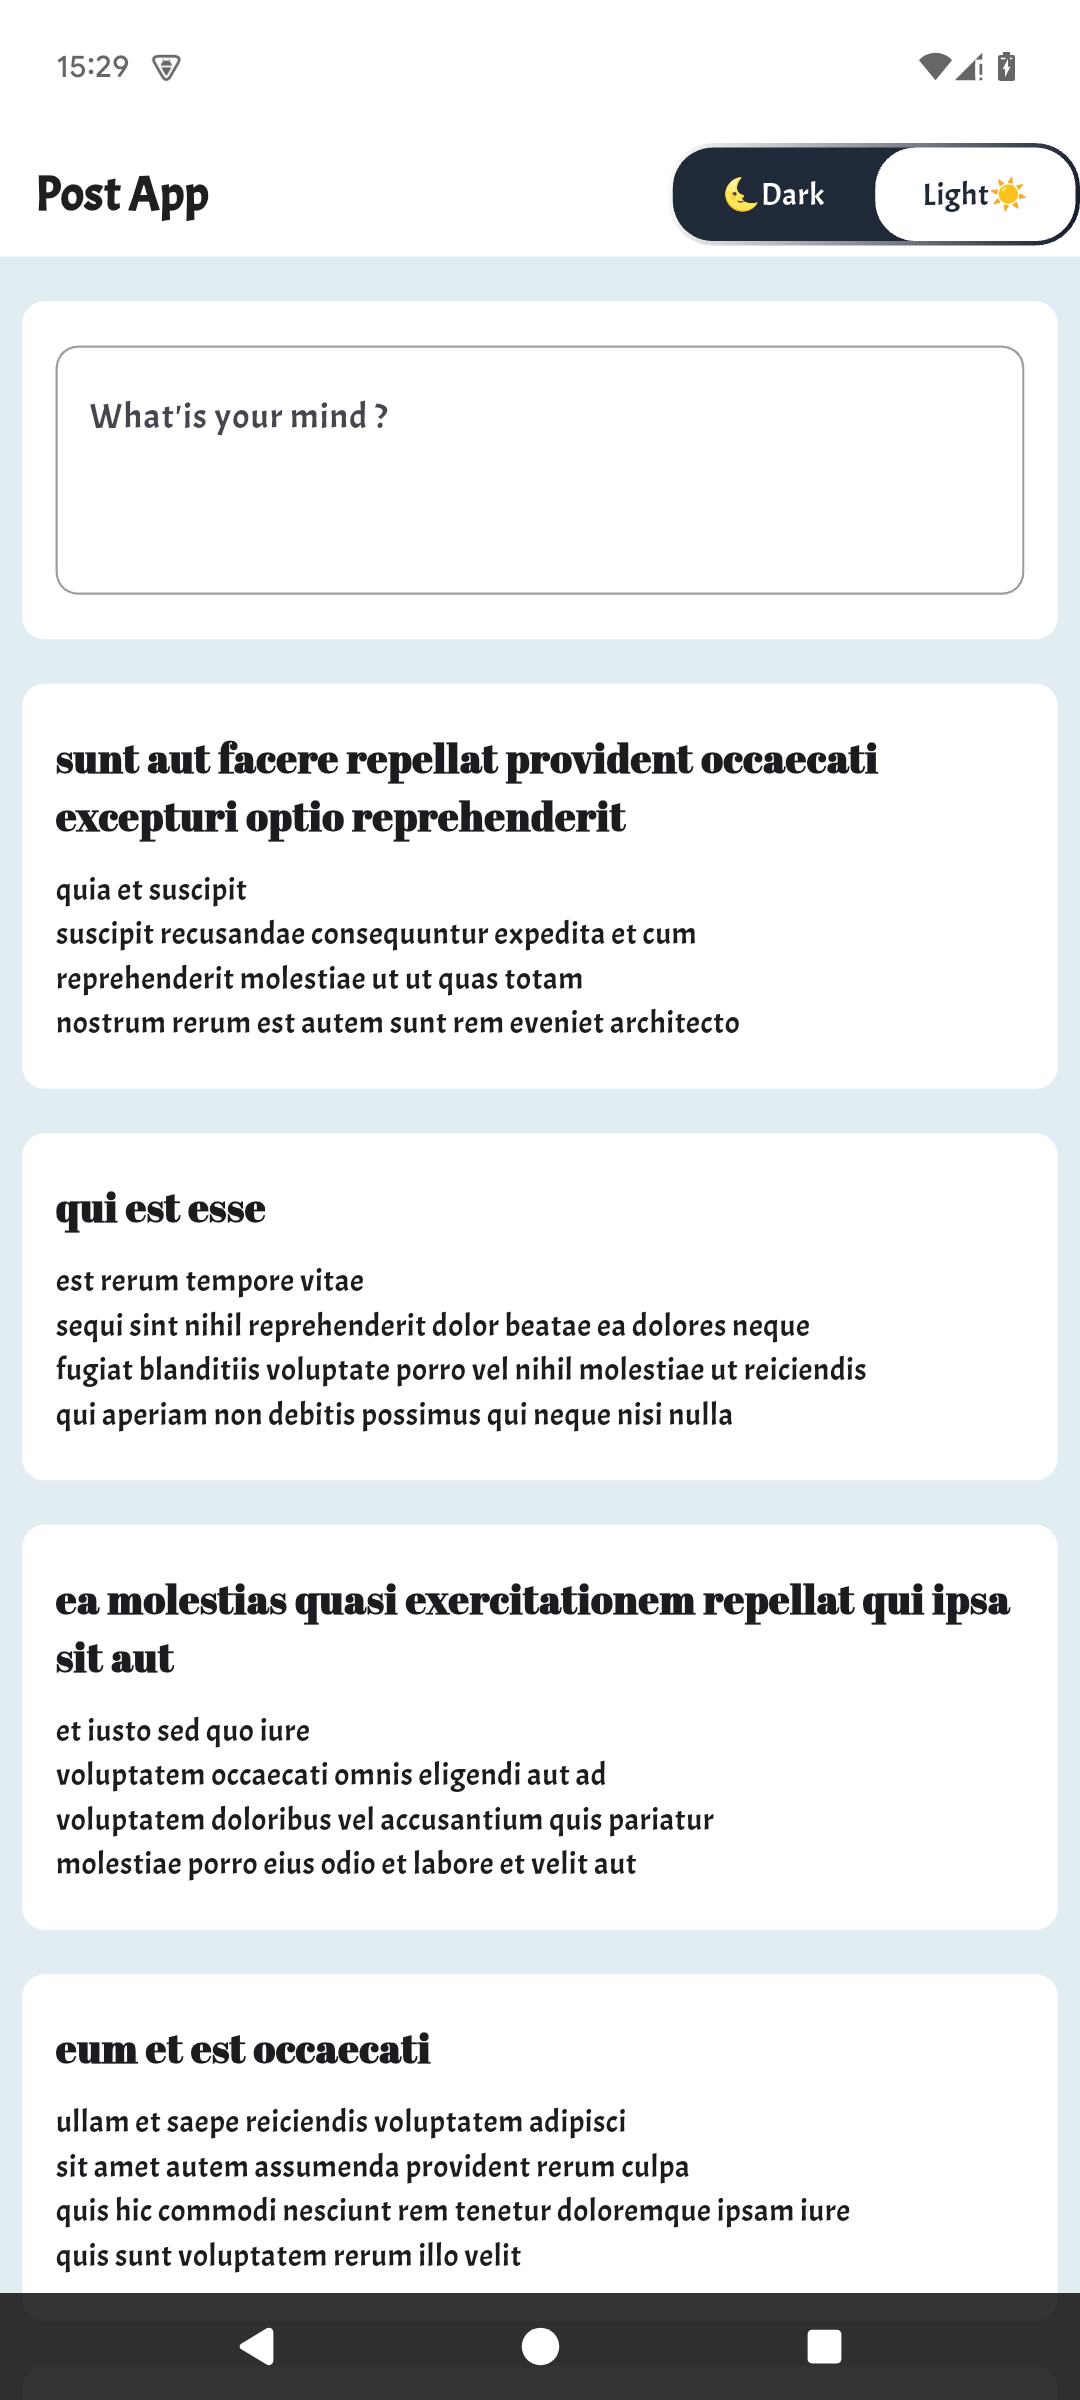 15:29
Post App
Dark
Light
What'is your mind ?
sunt aut facere repellat provident occaecati
excepturi optio reprehenderit
quia et suscipit
suscipit recusandae consequuntur expedita et cum
reprehenderit molestiae ut ut quas totam
nostrum rerum est autem sunt rem eveniet architecto
qui est esse
est rerum tempore vitae
sequi sint nihil reprehenderit dolor beatae ea dolores neque
fugiat blanditiis voluptate porro vel nihil molestiae ut reiciendis
qui aperiam non debitis possimus qui neque nisi nulla
ea molestias quasi exercitationem repellat qui ipsa
sit aut
et iusto sed quo iure
voluptatem occaecati omnis eligendi aut ad
voluptatem doloribus vel accusantium quis pariatur
molestiae porro eius odio et labore et velit aut
eum et est occaecati
ullam et saepe reiciendis voluptatem adipisci
sit amet autem assumenda provident rerum culpa
quis hic commodi nesciunt rem tenetur doloremque ipsam iure
quis sunt voluptatem rerum illo velit